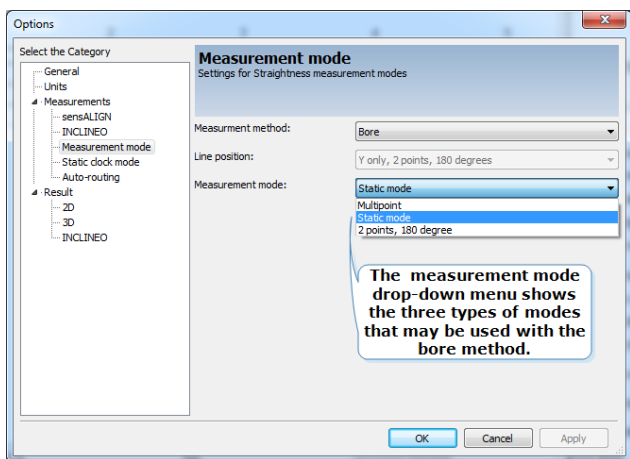 Options
Select the Category
General
Units
Measurements
sensALIGN
INCLINEO
Measurement mode
Static clock mode
Auto-routing
Result
2D
3D
INCLINEO
Measurement mode
Settings for Straightness measurement modes
Measurment method:
Bore
Line position:
Y only, 2 points, 180 degrees
Measurement mode:
Static mode
Multipoint
Static mode
2 points, 180 degree
The measurement mode
drop-down menu shows
the three types of modes
that may be used with the
bore method.
OK
Cancel
Apply